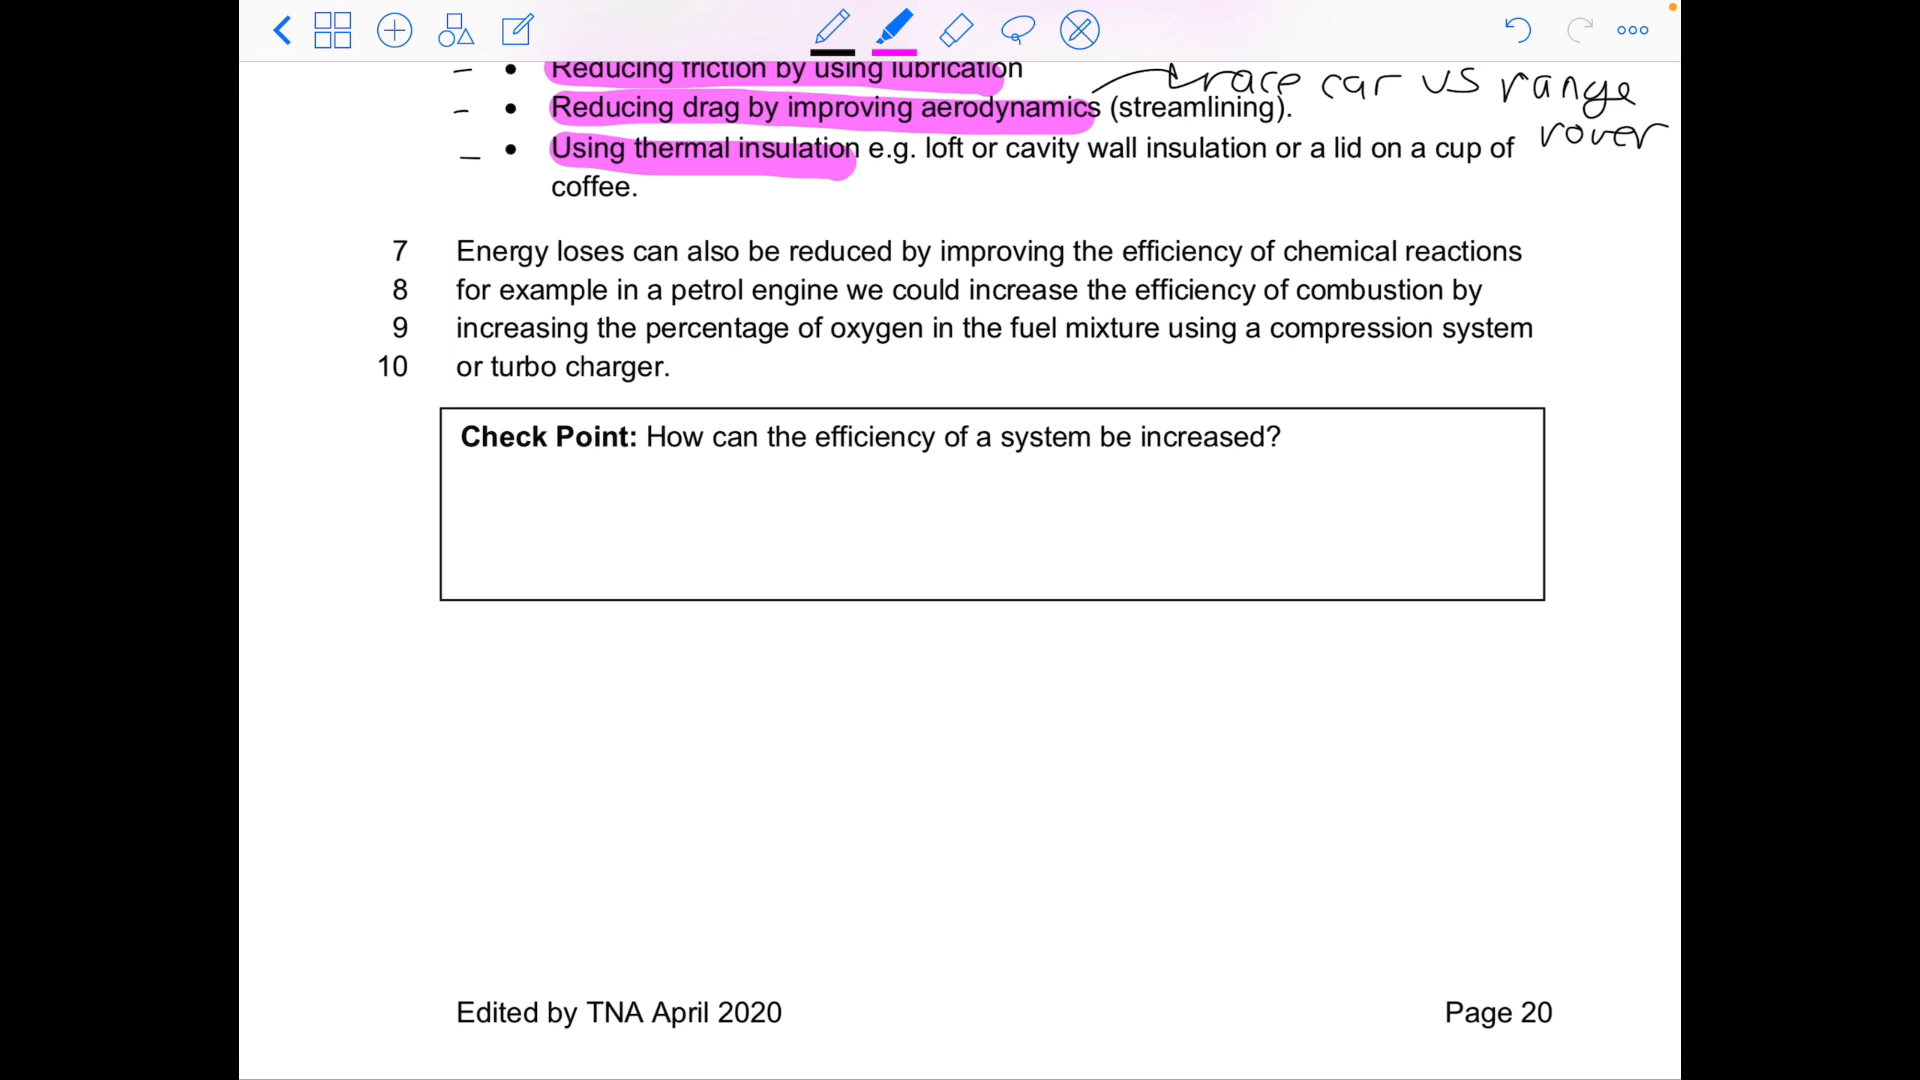 Reducing friction by using lubrication
race car vs range
rover
Reducing drag by improving aerodynamics (streamlining).
Using thermal insulation e.g. loft or cavity wall insulation or a lid on a cup of
coffee.
7 Energy loses can also be reduced by improving the efficiency of chemical reactions
8 for example in a petrol engine we could increase the efficiency of combustion by
9 increasing the percentage of oxygen in the fuel mixture using a compression system
10 or turbo charger.
Check Point: How can the efficiency of a system be increased?
Edited by TNA April 2020
Page 20